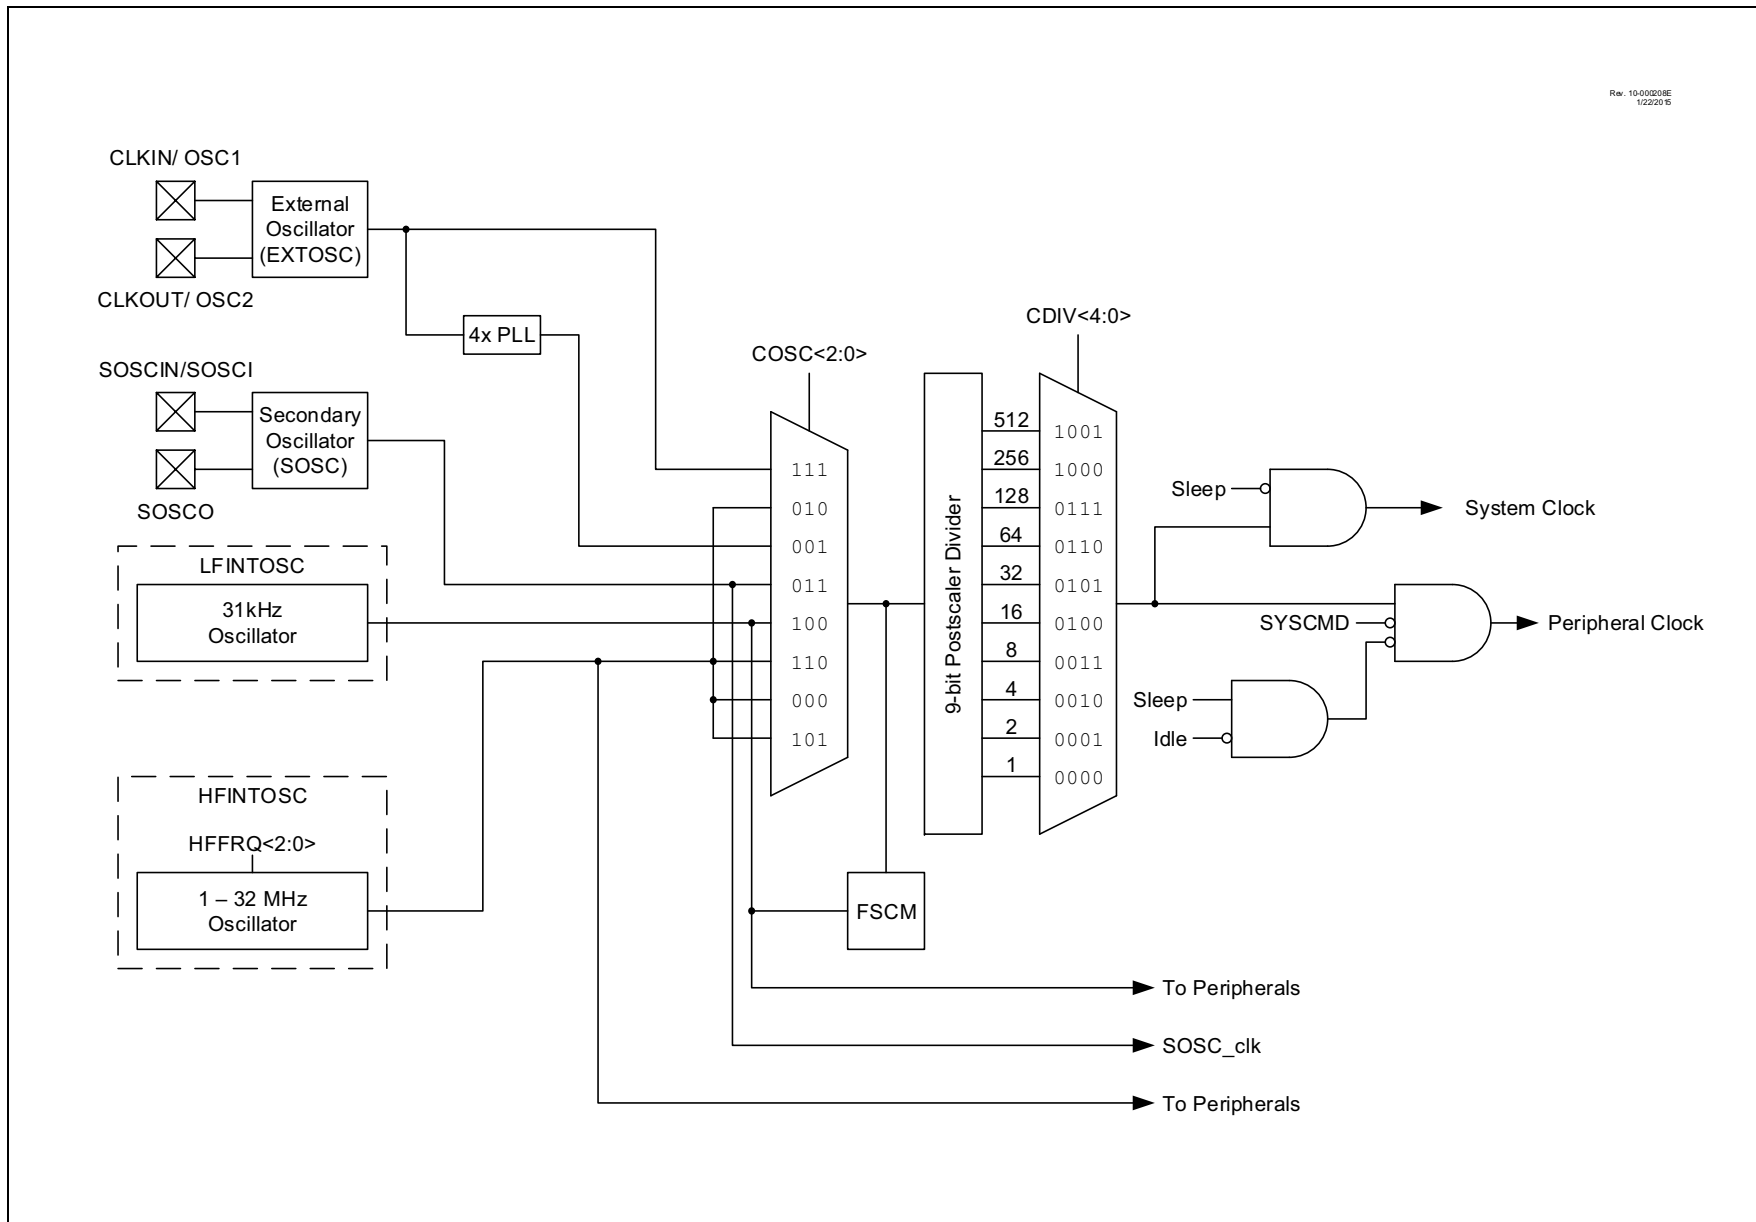 Rev. 10-000208E
1/22/2015
CLKIN/ OSC1
External
Oscillator
(EXTOSC)
CLKOUT/ OSC2
4x PLL
SOSCIN/SOSCI
Secondary
Oscillator
(SOSC)
SOSCO
LFINTOSC
31kHz
Oscillator
HFINTOSC
HFFRQ<2:0>
1 – 32 MHz
Oscillator
COSC<2:0>
111
010
001
011
100
110
000
101
FSCM
9-bit Postscaler Divider
512
256
128
64
32
16
8
4
2
1
CDIV<4:0>
1001
1000
0111
0110
0101
0100
0011
0010
0001
0000
Sleep
System Clock
SYSCMD
Peripheral Clock
Sleep
Idle
To Peripherals
SOSC_clk
To Peripherals